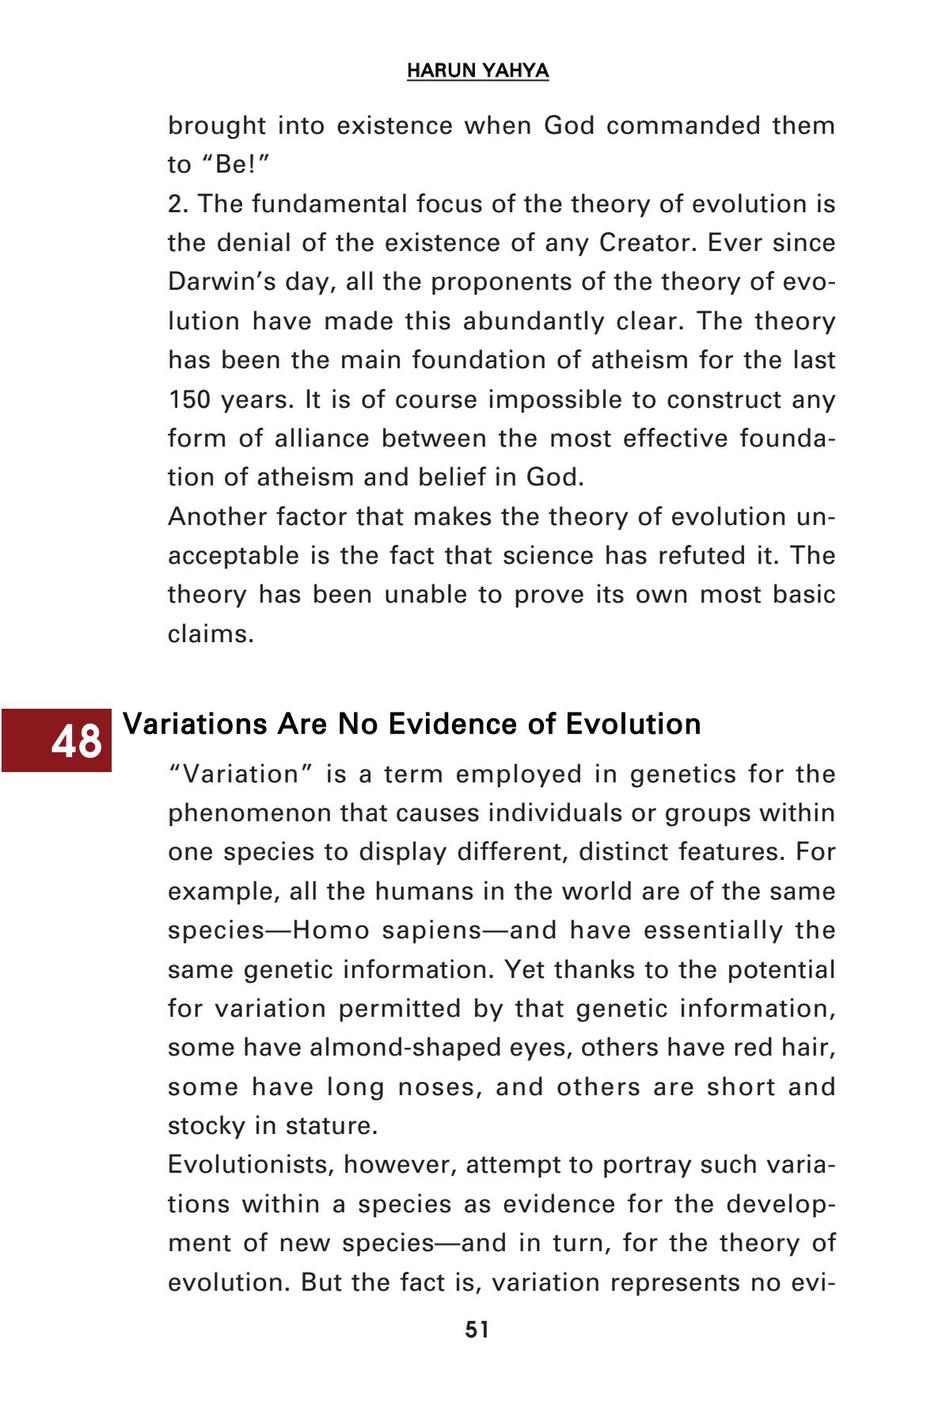 HARUN YAHYA
brought into existence when God commanded them
to “Be!”
2. The fundamental focus of the theory of evolution is
the denial of the existence of any Creator. Ever since
Darwin’s day, all the proponents of the theory of evo-
lution have made this abundantly clear. The theory
has been the main foundation of atheism for the last
150 years. It is of course impossible to construct any
form of alliance between the most effective founda-
tion of atheism and belief in God.
Another factor that makes the theory of evolution un-
acceptable is the fact that science has refuted it. The
theory has been unable to prove its own most basic
claims.
48 Variations Are No Evidence of Evolution
“Variation” is a term employed in genetics for the
phenomenon that causes individuals or groups within
one species to display different, distinct features. For
example, all the humans in the world are of the same
species—Homo sapiens—and have essentially the
same genetic information. Yet thanks to the potential
for variation permitted by that genetic information,
some have almond-shaped eyes, others have red hair,
some have long noses, and others are short and
stocky in stature.
Evolutionists, however, attempt to portray such varia-
tions within a species as evidence for the develop-
ment of new species—and in turn, for the theory of
evolution. But the fact is, variation represents no evi-
51